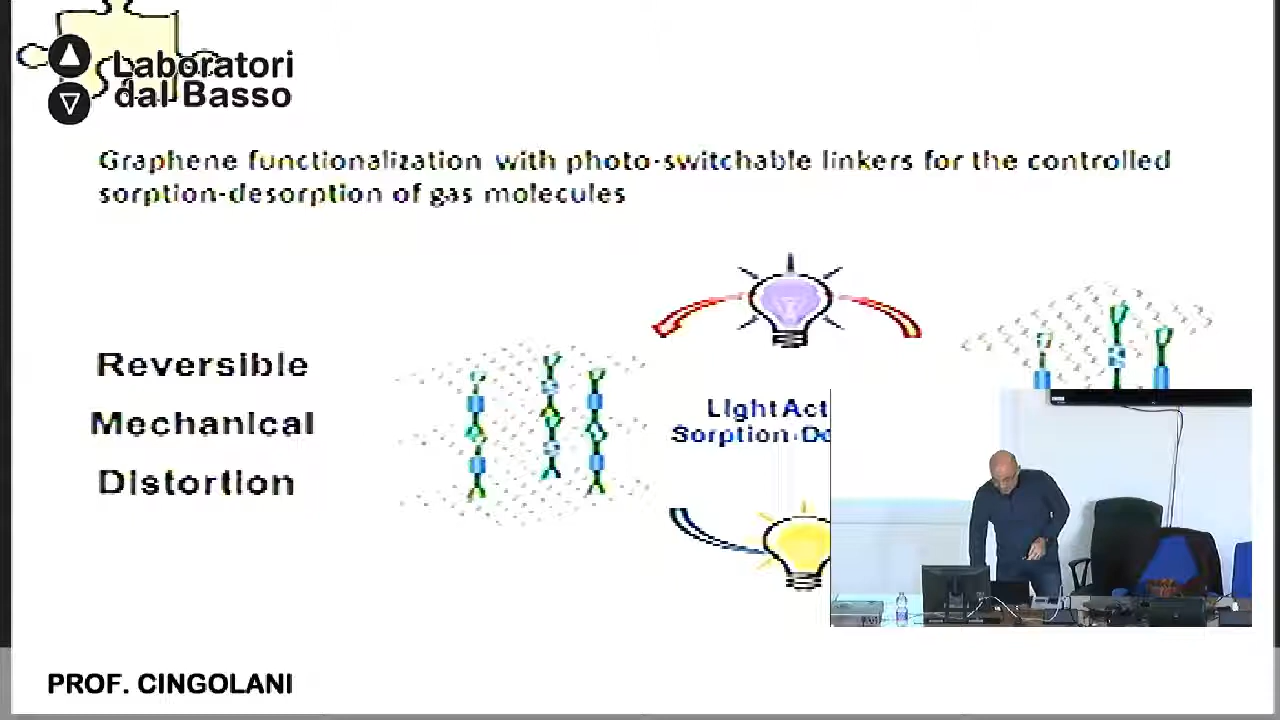 Laboratori
dal Basso
Graphene functionalization with photo-switchable linkers for the controlled
sorption-desorption of gas molecules
Reversible
Mechanical
Distortion
Light Act
Sorption-De
PROF. CINGOLANI